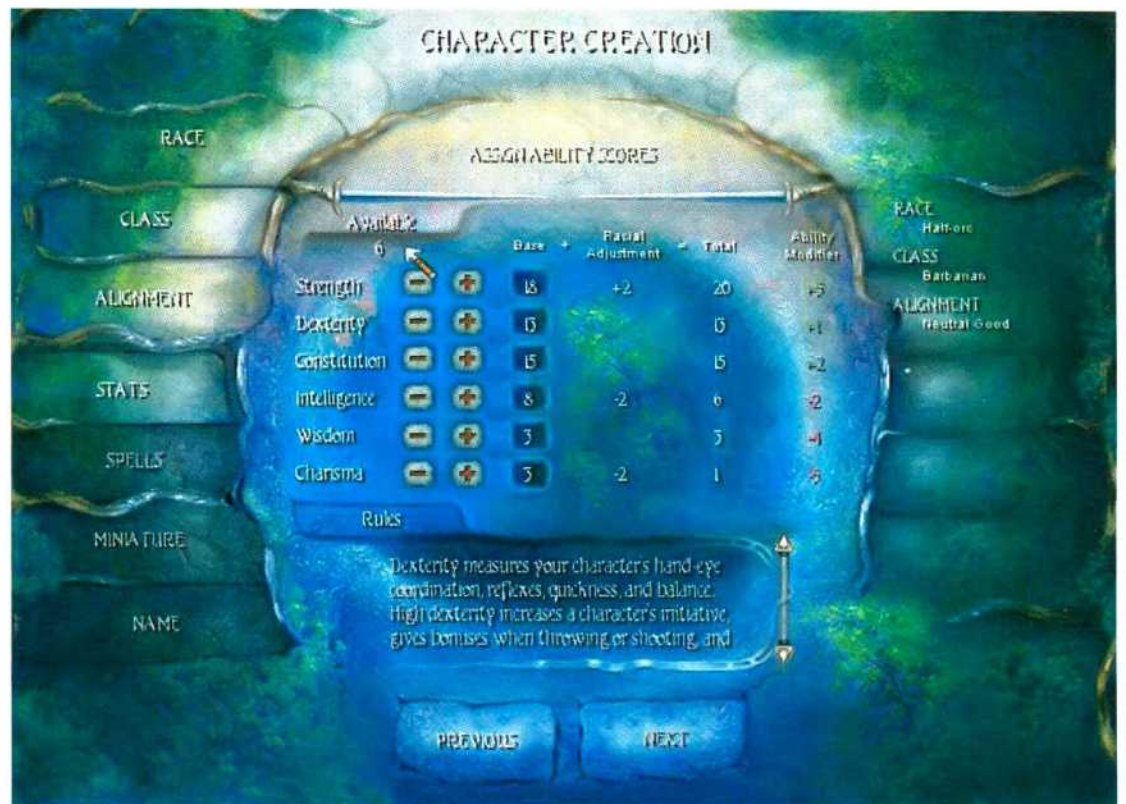 CHARACTER CREATION
RACE
ASSIGN ABILITY SCORES
CLASS
ALIGNMENT
STATS
SPELLS
MINIATURE
NAME
Available
6
Base + Racial Adjustment = Total Ability Modifier
Strength - + 18 +2 20 +5
Dexterity - + 13 13 +1
Constitution - + 15 15 +2
Intelligence - + 8 -2 6 -2
Wisdom - + 3 3 -4
Charisma - + 3 -2 1 -5
RACE
Half-orc
CLASS
Barbarian
ALIGNMENT
Neutral Good
Rules
Dexterity measures your character's hand-eye
coordination, reflexes, quickness, and balance.
High dexterity increases a character's initiative,
gives bonuses when throwing or shooting, and
PREVIOUS
NEXT